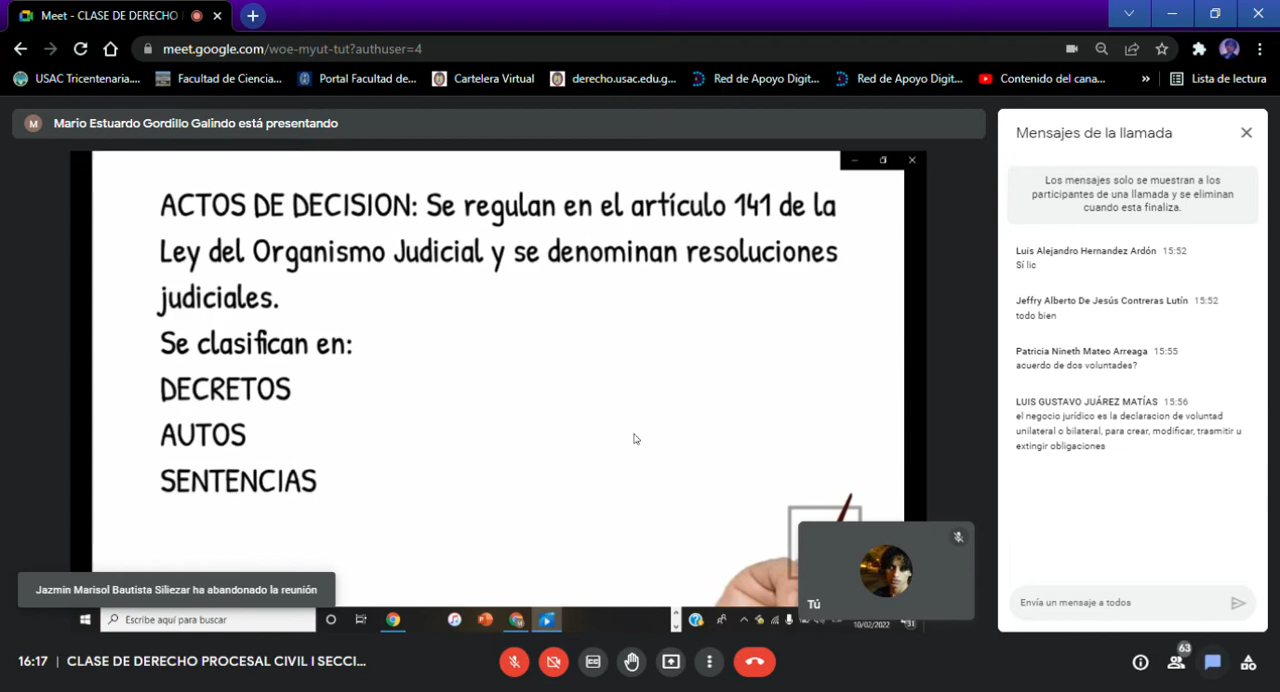 Meet - CLASE DE DERECHO
meet.google.com/woe-myut-tut?authuser=4
USAC Tricentenaria....
Facultad de Ciencia...
Portal Facultad de...
Cartelera Virtual
derecho.usac.edu.g...
Red de Apoyo Digit...
Red de Apoyo Digit...
Contenido del cana...
»
Lista de lectura
M
Mario Estuardo Gordillo Galindo está presentando
ACTOS DE DECISION: Se regulan en el artículo 141 de la
Ley del Organismo Judicial y se denominan resoluciones
judiciales.
Se clasifican en:
DECRETOS
AUTOS
SENTENCIAS
Tú
Jazmin Marisol Bautista Siliezar ha abandonado la reunión
Escribe aquí para buscar
10/02/2022
Mensajes de la llamada
Los mensajes solo se muestran a los
participantes de una llamada y se eliminan
cuando esta finaliza.
Luis Alejandro Hernandez Ardón 15:52
Sí lic
Jeffry Alberto De Jesús Contreras Lutín 15:52
todo bien
Patricia Nineth Mateo Arreaga 15:55
acuerdo de dos voluntades?
LUIS GUSTAVO JUÁREZ MATÍAS 15:56
el negocio jurídico es la declaracion de voluntad
unilateral o bilateral, para crear, modificar, trasmitir u
extingir obligaciones
Envía un mensaje a todos
16:17 | CLASE DE DERECHO PROCESAL CIVIL I SECCI...
63